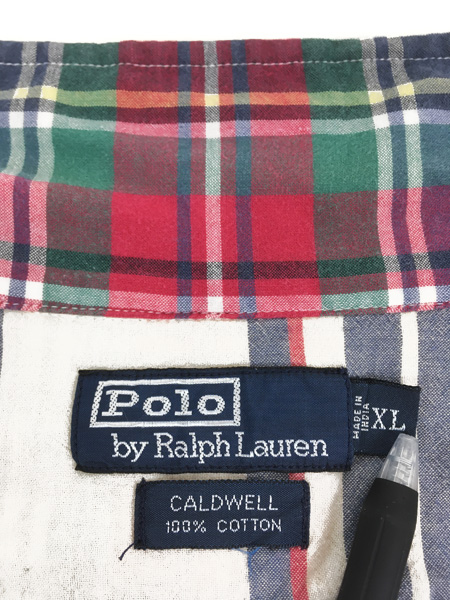 Polo
by Ralph Lauren
MADE IN
INDIA
XL
CALDWELL
100% COTTON